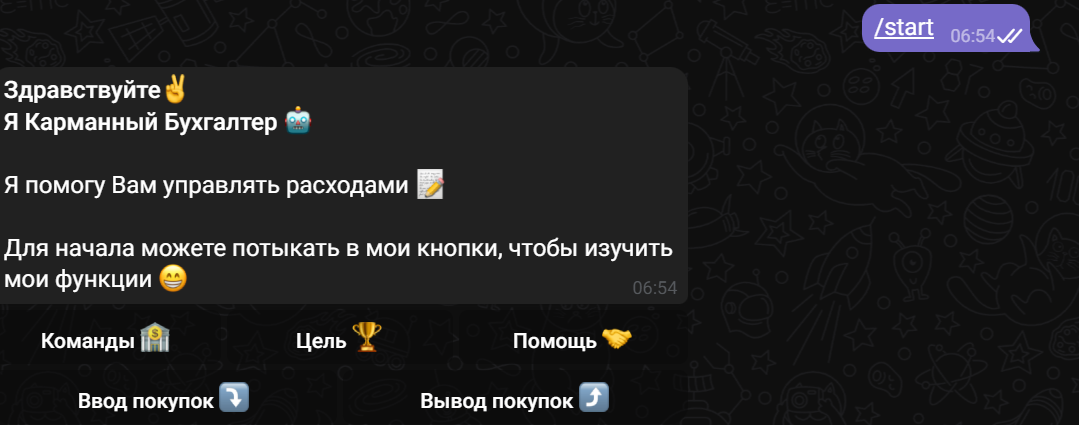 /start 06:54
Здравствуйте✌
Я Карманный Бухгалтер 🤖
Я помогу Вам управлять расходами 📝
Для начала можете потыкать в мои кнопки, чтобы изучить
мои функции 😁
06:54
Команды 🏦 Цель 🏆 Помощь 🤝
Ввод покупок ⤵ Вывод покупок ⤴